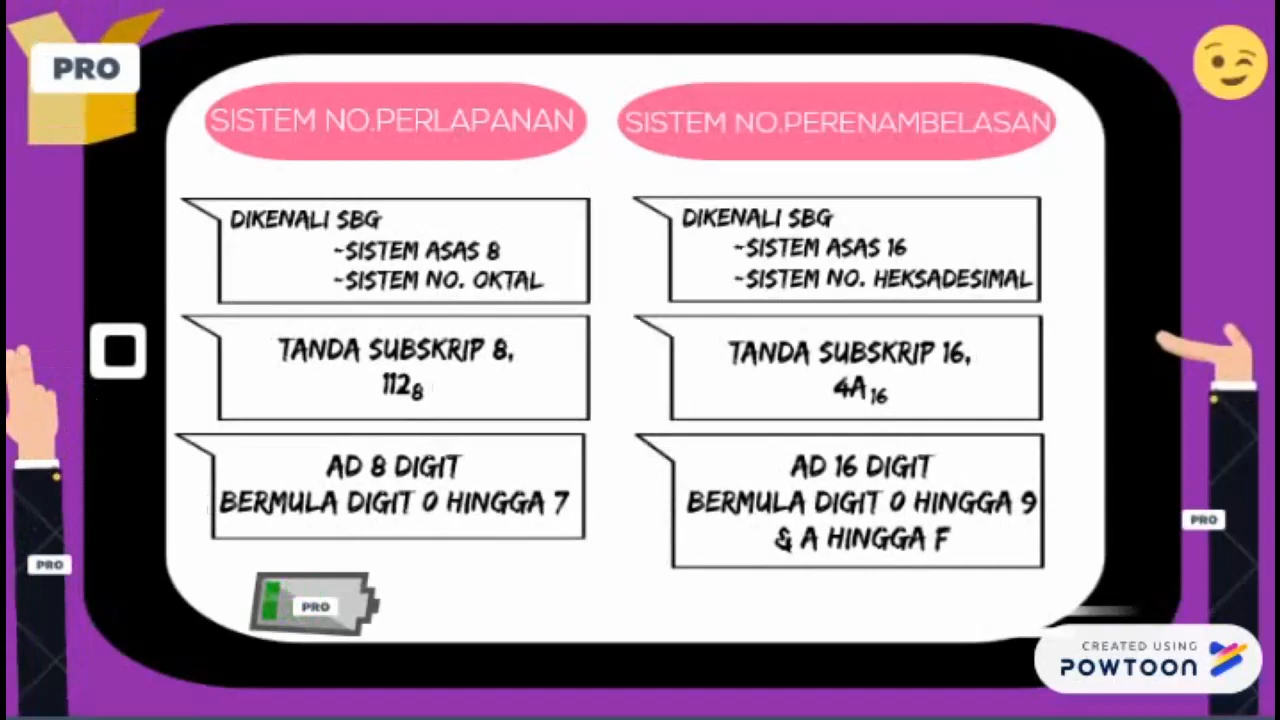 PRO
SISTEM NO.PERLAPANAN
DIKENALI SBG
-SISTEM ASAS 8
-SISTEM NO. OKTAL
TANDA SUBSKRIP 8,
112₈
AD 8 DIGIT
BERMULA DIGIT 0 HINGGA 7
SISTEM NO.PERENAMBELASAN
DIKENALI SBG
-SISTEM ASAS 16
-SISTEM NO. HEKSADESIMAL
TANDA SUBSKRIP 16,
4A₁₆
AD 16 DIGIT
BERMULA DIGIT 0 HINGGA 9
& A HINGGA F
PRO
PRO
PRO
CREATED USING
POWTOON